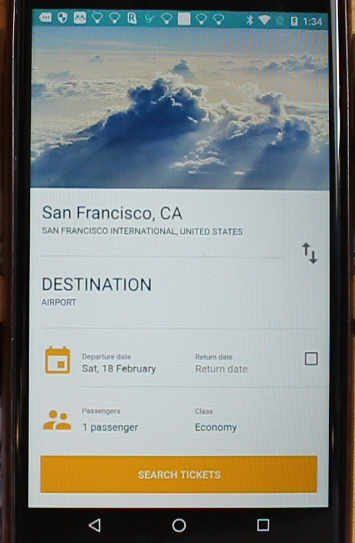 1:34
San Francisco, CA
SAN FRANCISCO INTERNATIONAL, UNITED STATES
DESTINATION
AIRPORT
Departure date
Sat, 18 February
Return date
Return date
Passengers
1 passenger
Class
Economy
SEARCH TICKETS